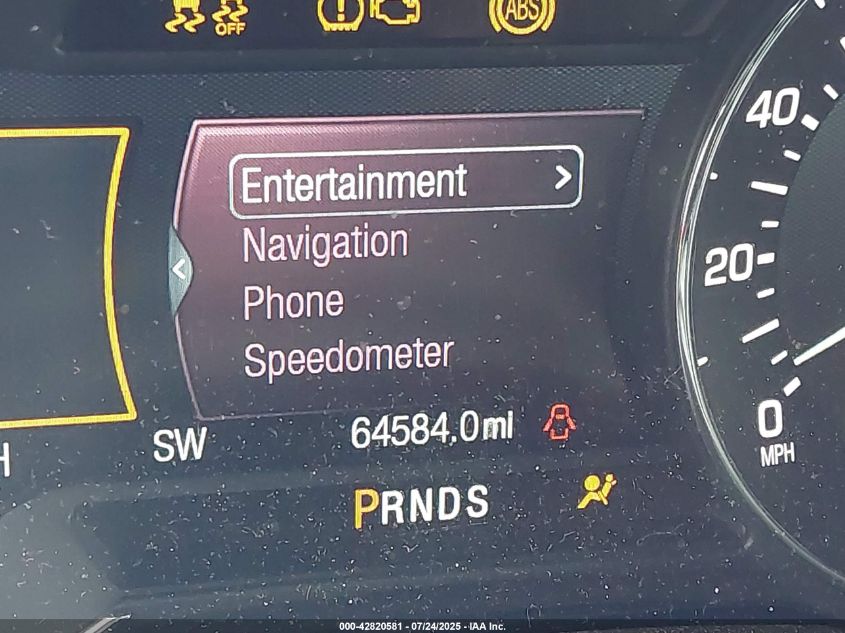 OFF
ABS
Entertainment >
Navigation
<
Phone
Speedometer
40
20
0
MPH
H
SW
64584.0mi
PRNDS
000-42820581 - 07/24/2025 - IAA Inc.